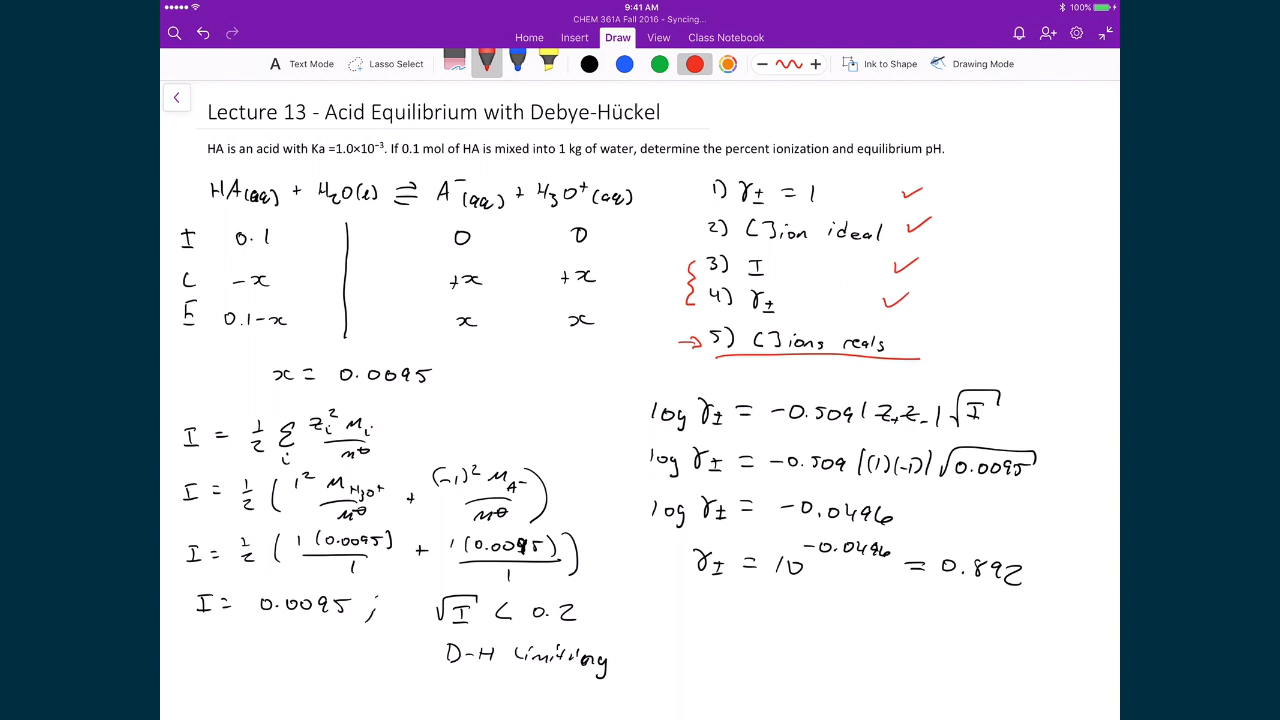 9:41 AM
100%
CHEM 361A Fall 2016 - Syncing...
Home Insert Draw View Class Notebook
A Text Mode Lasso Select Ink to Shape Drawing Mode
Lecture 13 - Acid Equilibrium with Debye-Hückel
HA is an acid with Ka =1.0×10⁻³. If 0.1 mol of HA is mixed into 1 kg of water, determine the percent ionization and equilibrium pH.
HA(aq) + H₂O(l) ⇌ A⁻(aq) + H₃O⁺(aq)
I 0.1 0 0
C -x +x +x
E 0.1-x x x
x = 0.0095
I = 1/2 Σᵢ zᵢ² mᵢ / m⊖
I = 1/2 ( 1² m H₃O⁺ / m⊖ + (-1)² m A⁻ / m⊖ )
I = 1/2 ( 1 (0.0095) / 1 + 1 (0.0095) / 1 )
I = 0.0095 ; √I < 0.2
D-H limiting
1) γ± = 1 ✓
2) [ ]ion ideal ✓
3) I ✓
4) γ± ✓
→ 5) [ ]ions reals
log γ± = -0.509 |z₊z₋| √I
log γ± = -0.509 |(1)(-1)| √0.0095
log γ± = -0.0496
γ± = 10^-0.0496 = 0.892